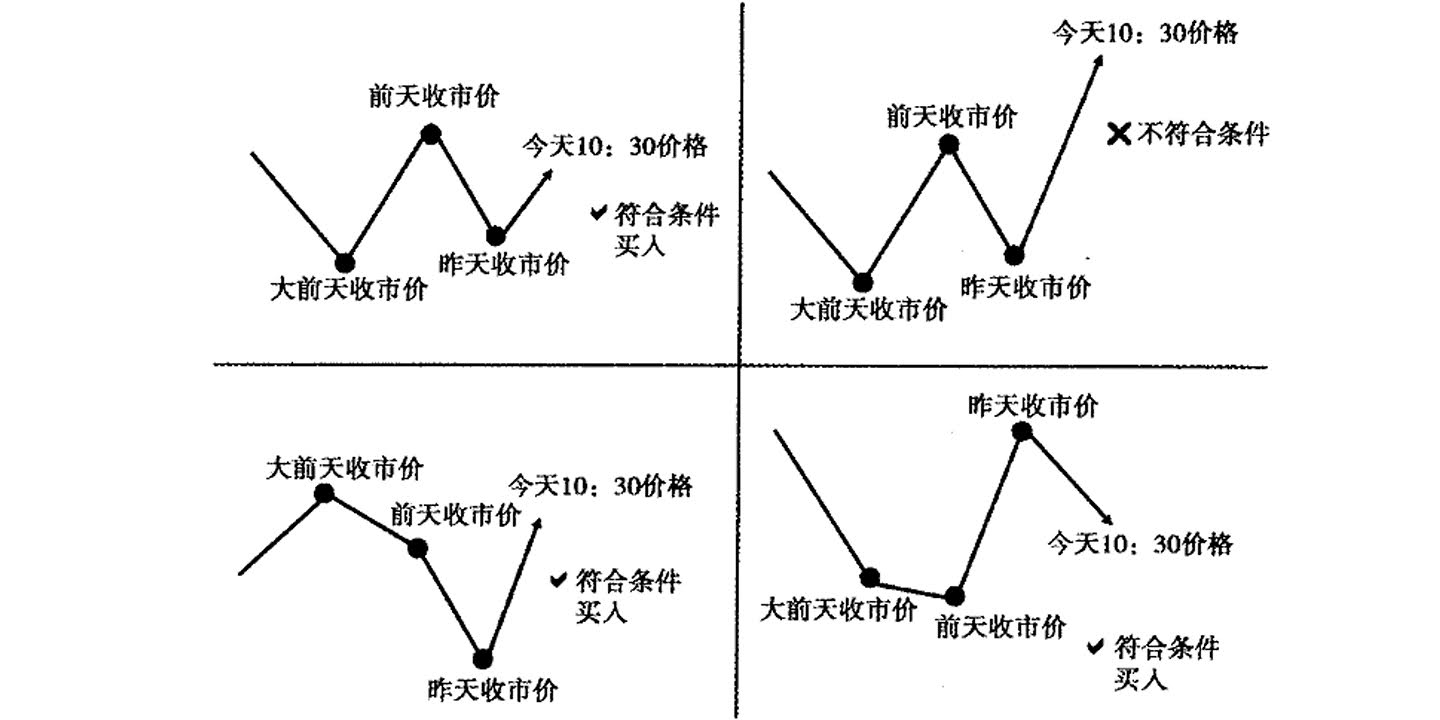 前天收市价
今天10：30价格
✔ 符合条件
买入
昨天收市价
大前天收市价
今天10：30价格
前天收市价
✖ 不符合条件
昨天收市价
大前天收市价
大前天收市价
今天10：30价格
前天收市价
✔ 符合条件
买入
昨天收市价
昨天收市价
今天10：30价格
大前天收市价
前天收市价
✔ 符合条件
买入